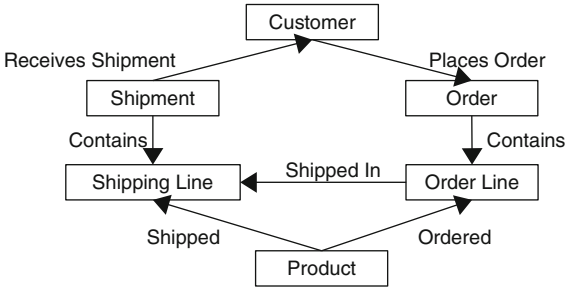 Customer
Receives Shipment
Places Order
Shipment
Order
Contains
Contains
Shipped In
Shipping Line
Order Line
Shipped
Ordered
Product